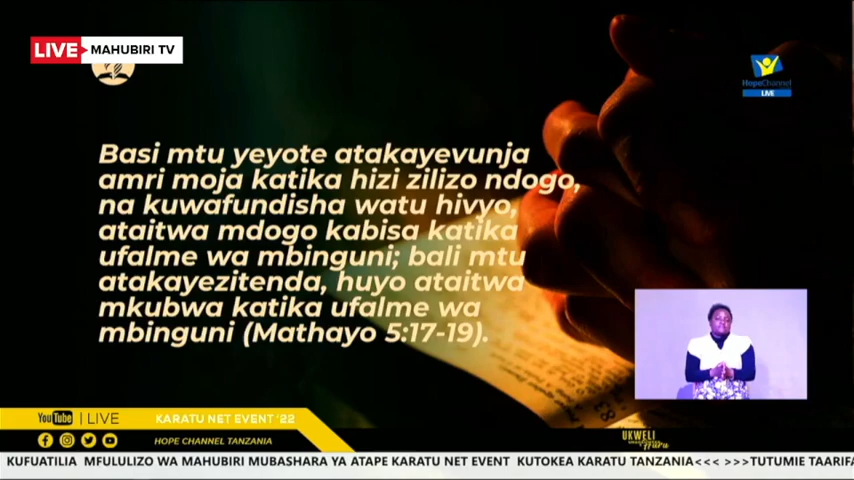 LIVE MAHUBIRI TV
HopeChannel
LIVE
Basi mtu yeyote atakayevunja
amri moja katika hizi zilizo ndogo,
na kuwafundisha watu hivyo,
ataitwa mdogo kabisa katika
ufalme wa mbinguni; bali mtu
atakayezitenda, huyo ataitwa
mkubwa katika ufalme wa
mbinguni (Mathayo 5:17-19).
YouTube | LIVE KARATU NET EVENT '22
HOPE CHANNEL TANZANIA
UKWELI
KUFUATILIA MFULULIZO WA MAHUBIRI MUBASHARA YA ATAPE KARATU NET EVENT KUTOKEA KARATU TANZANIA<<< >>>TUTUMIE TAARIFA